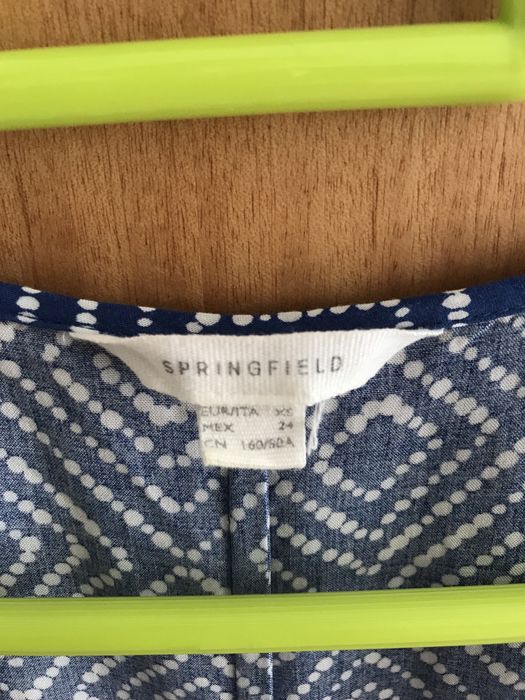 SPRINGFIELD
EUR/ITA XS
MEX 24
CN 160/80A